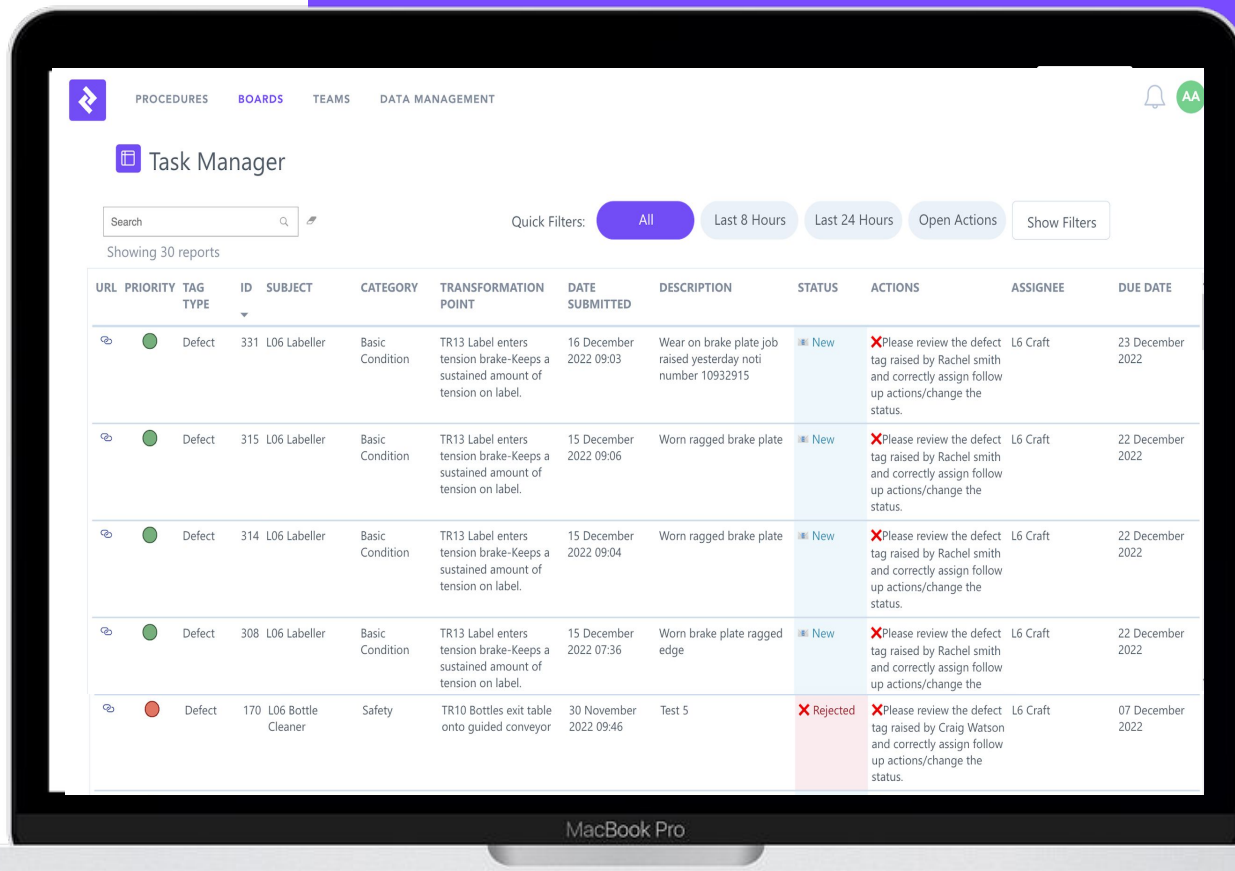 PROCEDURES BOARDS TEAMS DATA MANAGEMENT
AA
Task Manager
Search
Quick Filters: All Last 8 Hours Last 24 Hours Open Actions Show Filters
Showing 30 reports
URL PRIORITY TAG TYPE ID SUBJECT CATEGORY TRANSFORMATION POINT DATE SUBMITTED DESCRIPTION STATUS ACTIONS ASSIGNEE DUE DATE
Defect 331 L06 Labeller Basic Condition TR13 Label enters tension brake-Keeps a sustained amount of tension on label. 16 December 2022 09:03 Wear on brake plate job raised yesterday noti number 10932915 New ❌Please review the defect tag raised by Rachel smith and correctly assign follow up actions/change the status. L6 Craft 23 December 2022
Defect 315 L06 Labeller Basic Condition TR13 Label enters tension brake-Keeps a sustained amount of tension on label. 15 December 2022 09:06 Worn ragged brake plate New ❌Please review the defect tag raised by Rachel smith and correctly assign follow up actions/change the status. L6 Craft 22 December 2022
Defect 314 L06 Labeller Basic Condition TR13 Label enters tension brake-Keeps a sustained amount of tension on label. 15 December 2022 09:04 Worn ragged brake plate New ❌Please review the defect tag raised by Rachel smith and correctly assign follow up actions/change the status. L6 Craft 22 December 2022
Defect 308 L06 Labeller Basic Condition TR13 Label enters tension brake-Keeps a sustained amount of tension on label. 15 December 2022 07:36 Worn brake plate ragged edge New ❌Please review the defect tag raised by Rachel smith and correctly assign follow up actions/change the L6 Craft 22 December 2022
Defect 170 L06 Bottle Cleaner Safety TR10 Bottles exit table onto guided conveyor 30 November 2022 09:46 Test 5 ❌ Rejected ❌Please review the defect tag raised by Craig Watson and correctly assign follow up actions/change the status. L6 Craft 07 December 2022
MacBook Pro